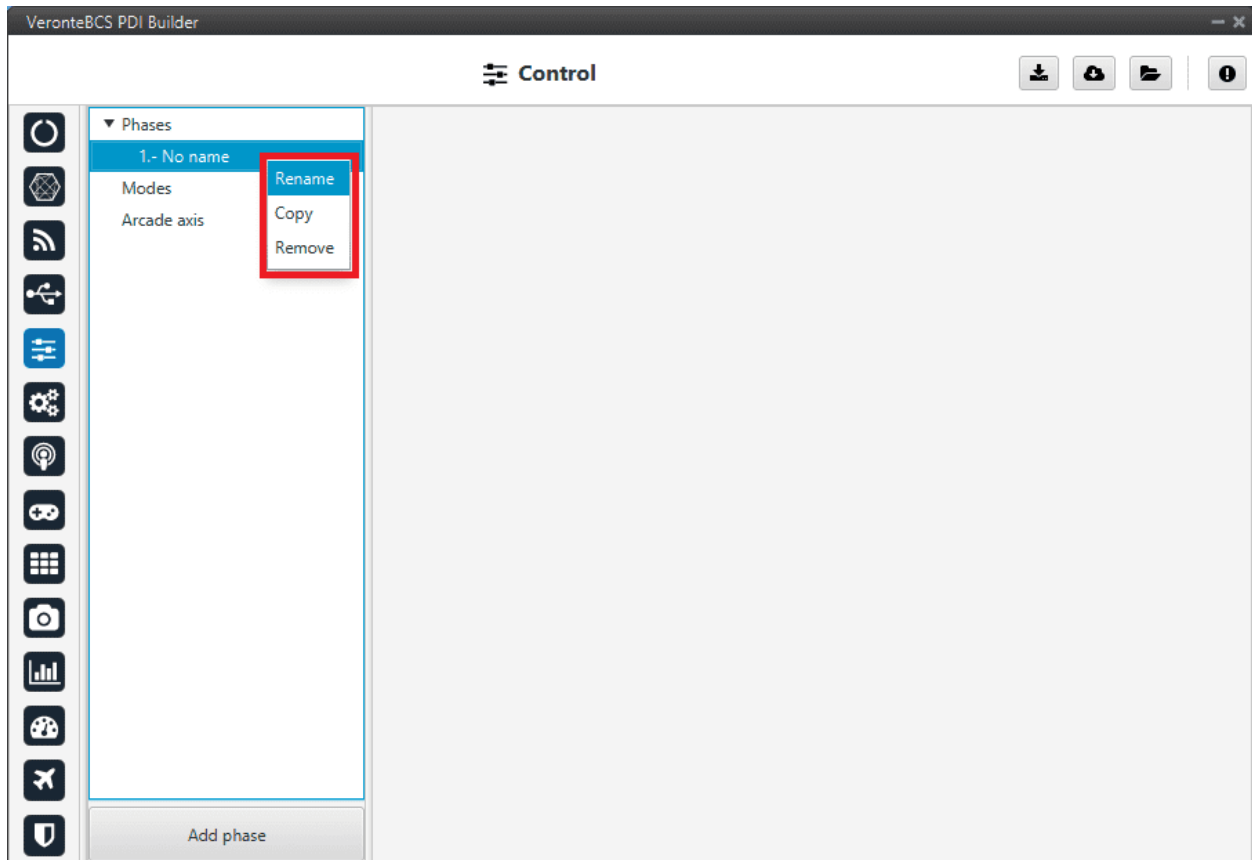 VeronteBCS PDI Builder
Control
Phases
1.- No name
Rename
Modes
Copy
Arcade axis
Remove
Add phase